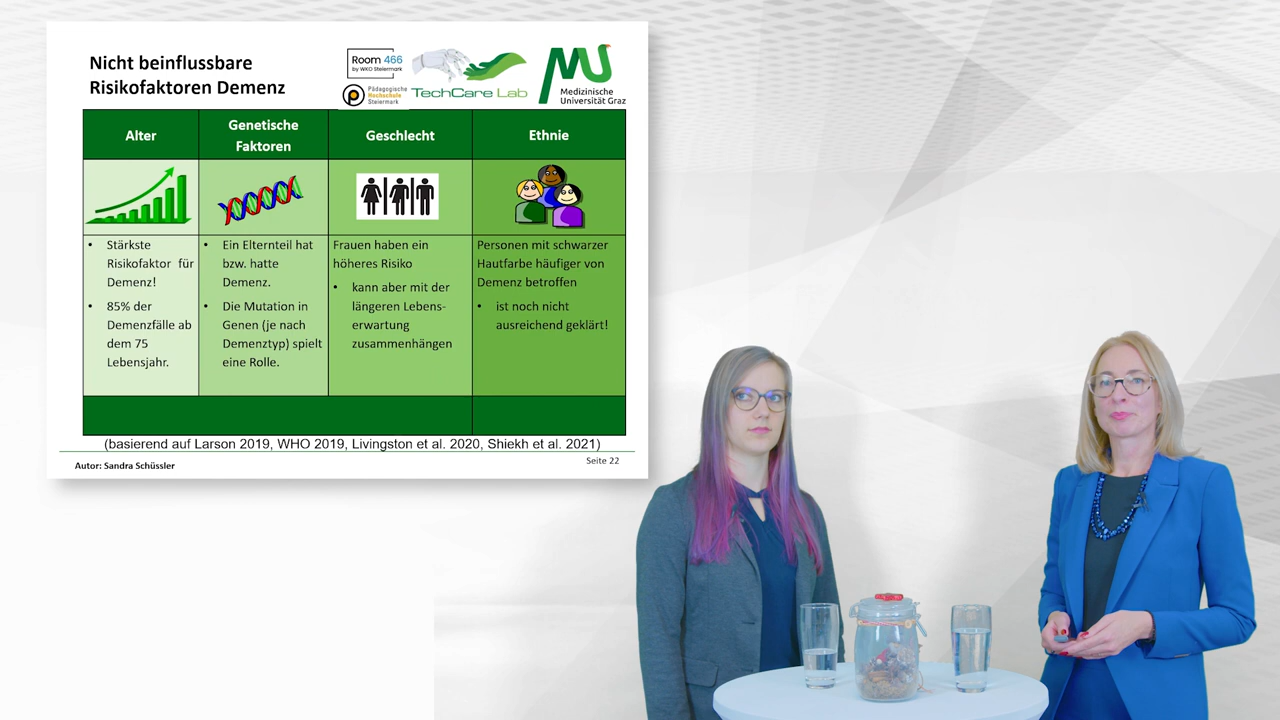 Nicht beinflussbare
Risikofaktoren Demenz
Room 466
by WKO Steiermark
Pädagogische
Hochschule
Steiermark
TechCare Lab
Medizinische
Universität Graz
Alter
Genetische
Faktoren
Geschlecht
Ethnie
• Stärkste
Risikofaktor für
Demenz!
• 85% der
Demenzfälle ab
dem 75
Lebensjahr.
• Ein Elternteil hat
bzw. hatte
Demenz.
• Die Mutation in
Genen (je nach
Demenztyp) spielt
eine Rolle.
Frauen haben ein
höheres Risiko
• kann aber mit der
längeren Lebens-
erwartung
zusammenhängen
Personen mit schwarzer
Hautfarbe häufiger von
Demenz betroffen
• ist noch nicht
ausreichend geklärt!
(basierend auf Larson 2019, WHO 2019, Livingston et al. 2020, Shiekh et al. 2021)
Autor: Sandra Schüssler
Seite 22